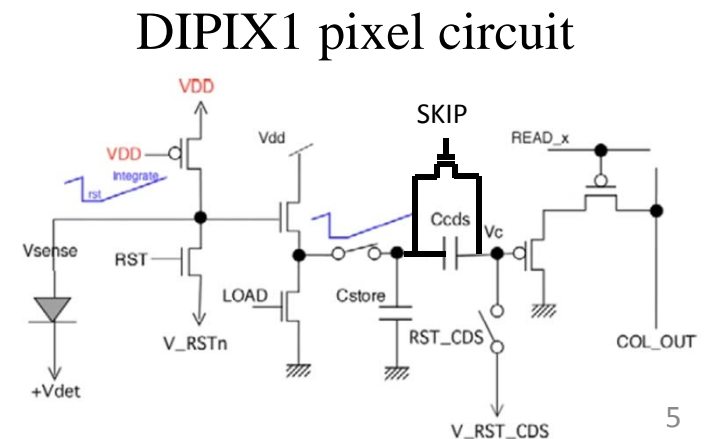 DIPIX1 pixel circuit
VDD
SKIP
Vdd
READ_x
VDD
Integrate
rst
Ccds
Vc
Vsense
RST
LOAD
Cstore
RST_CDS
V_RSTn
COL_OUT
+Vdet
V_RST_CDS
5